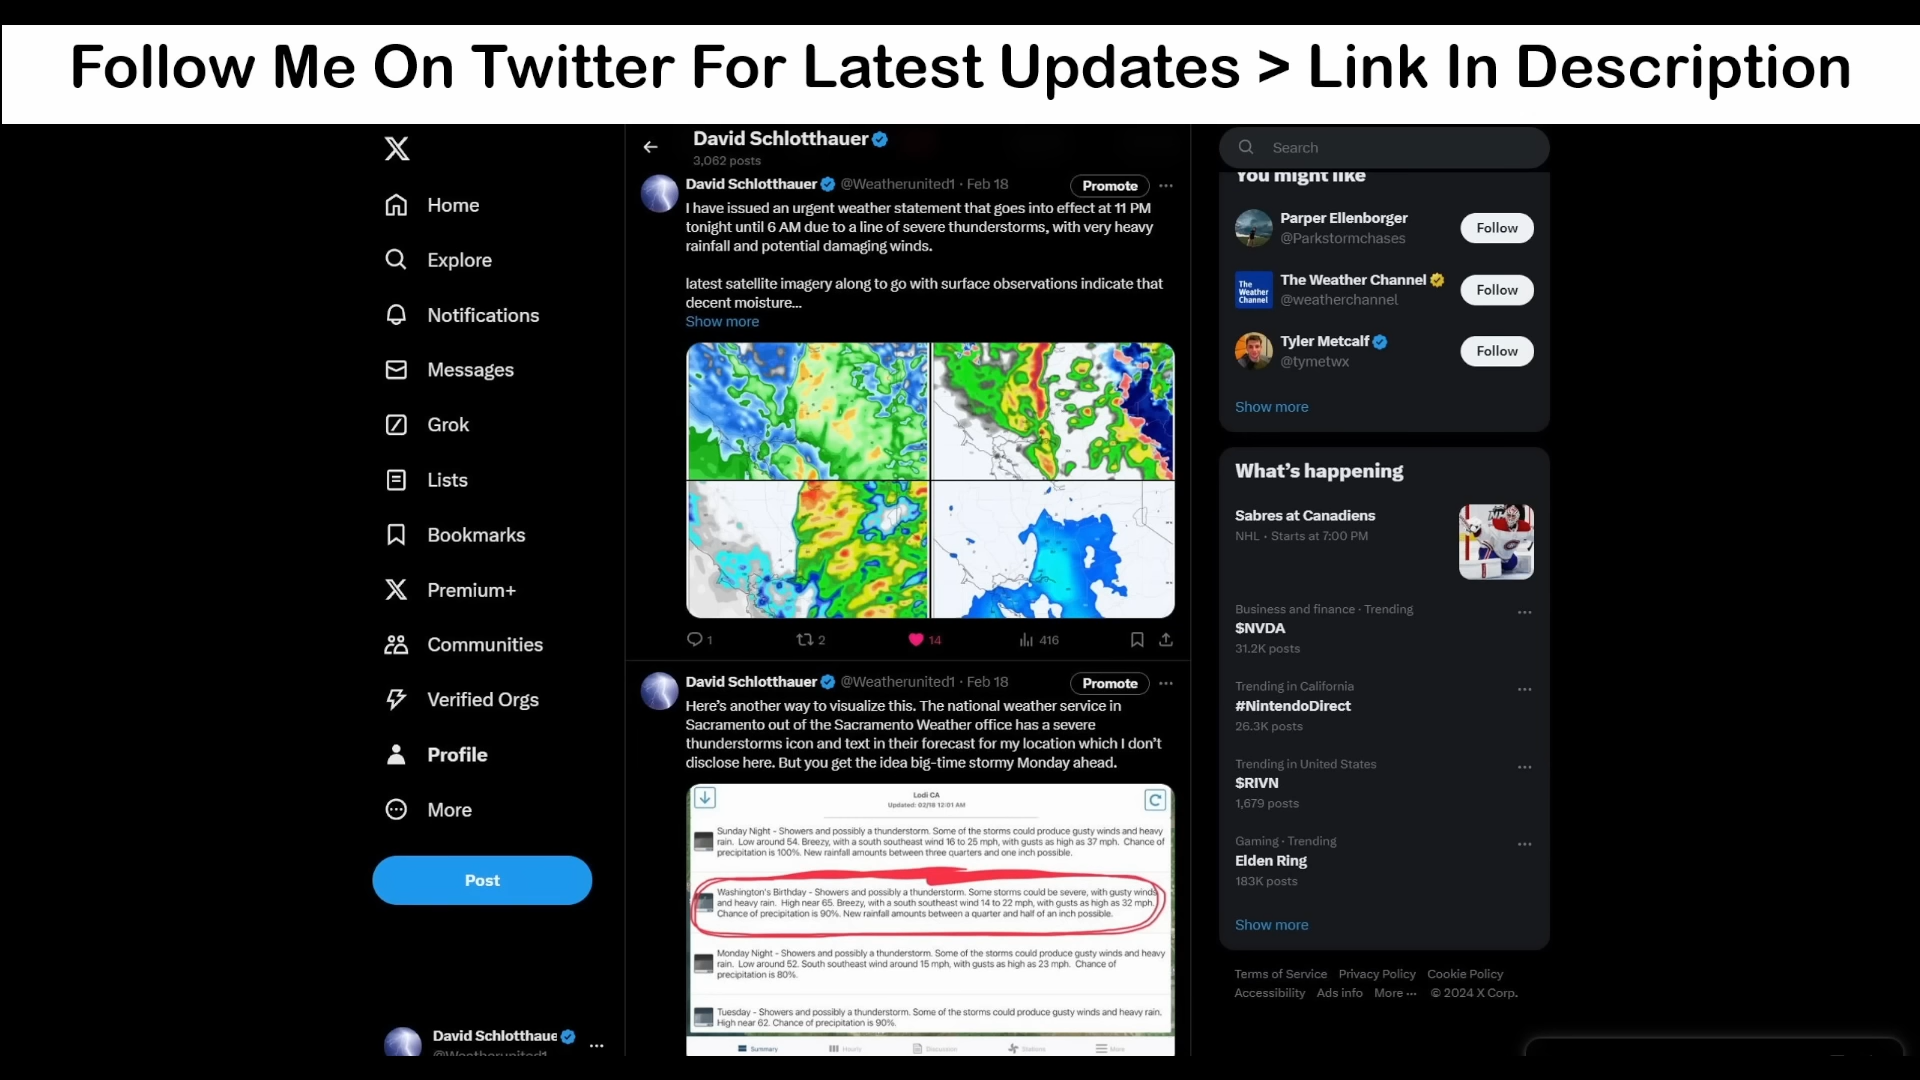 Follow Me On Twitter For Latest Updates > Link In Description
Home
Explore
Notifications
Messages
Grok
Lists
Bookmarks
Premium+
Communities
Verified Orgs
Profile
More
Post
David Schlotthaue
@Weatherunited1
David Schlotthauer
3,062 posts
David Schlotthauer @Weatherunited1 · Feb 18
Promote
I have issued an urgent weather statement that goes into effect at 11 PM
tonight until 6 AM due to a line of severe thunderstorms, with very heavy
rainfall and potential damaging winds.
latest satellite imagery along to go with surface observations indicate that
decent moisture...
Show more
1
2
14
416
David Schlotthauer @Weatherunited1 · Feb 18
Promote
Here’s another way to visualize this. The national weather service in
Sacramento out of the Sacramento Weather office has a severe
thunderstorms icon and text in their forecast for my location which I don’t
disclose here. But you get the idea big-time stormy Monday ahead.
Lodi CA
Updated: 02/18 12:01 AM
Sunday Night - Showers and possibly a thunderstorm. Some of the storms could produce gusty winds and heavy
rain. Low around 54. Breezy, with a south southeast wind 16 to 25 mph, with gusts as high as 37 mph. Chance of
precipitation is 100%. New rainfall amounts between three quarters and one inch possible.
Washington's Birthday - Showers and possibly a thunderstorm. Some storms could be severe, with gusty winds
and heavy rain. High near 65. Breezy, with a south southeast wind 14 to 22 mph, with gusts as high as 32 mph.
Chance of precipitation is 90%. New rainfall amounts between a quarter and half of an inch possible.
Monday Night - Showers and possibly a thunderstorm. Some of the storms could produce gusty winds and heavy
rain. Low around 52. South southeast wind around 15 mph, with gusts as high as 23 mph. Chance of
precipitation is 80%.
Tuesday - Showers and possibly a thunderstorm. Some of the storms could produce gusty winds and heavy rain.
High near 62. Chance of precipitation is 90%.
Summary
Hourly
Discussion
Stations
More
Search
You might like
Parper Ellenborger
@Parkstormchases
Follow
The
Weather
Channel
The Weather Channel
@weatherchannel
Follow
Tyler Metcalf
@tymetwx
Follow
Show more
What’s happening
Sabres at Canadiens
NHL · Starts at 7:00 PM
Business and finance · Trending
$NVDA
31.2K posts
Trending in California
#NintendoDirect
26.3K posts
Trending in United States
$RIVN
1,679 posts
Gaming · Trending
Elden Ring
183K posts
Show more
Terms of Service Privacy Policy Cookie Policy
Accessibility Ads info More ··· © 2024 X Corp.